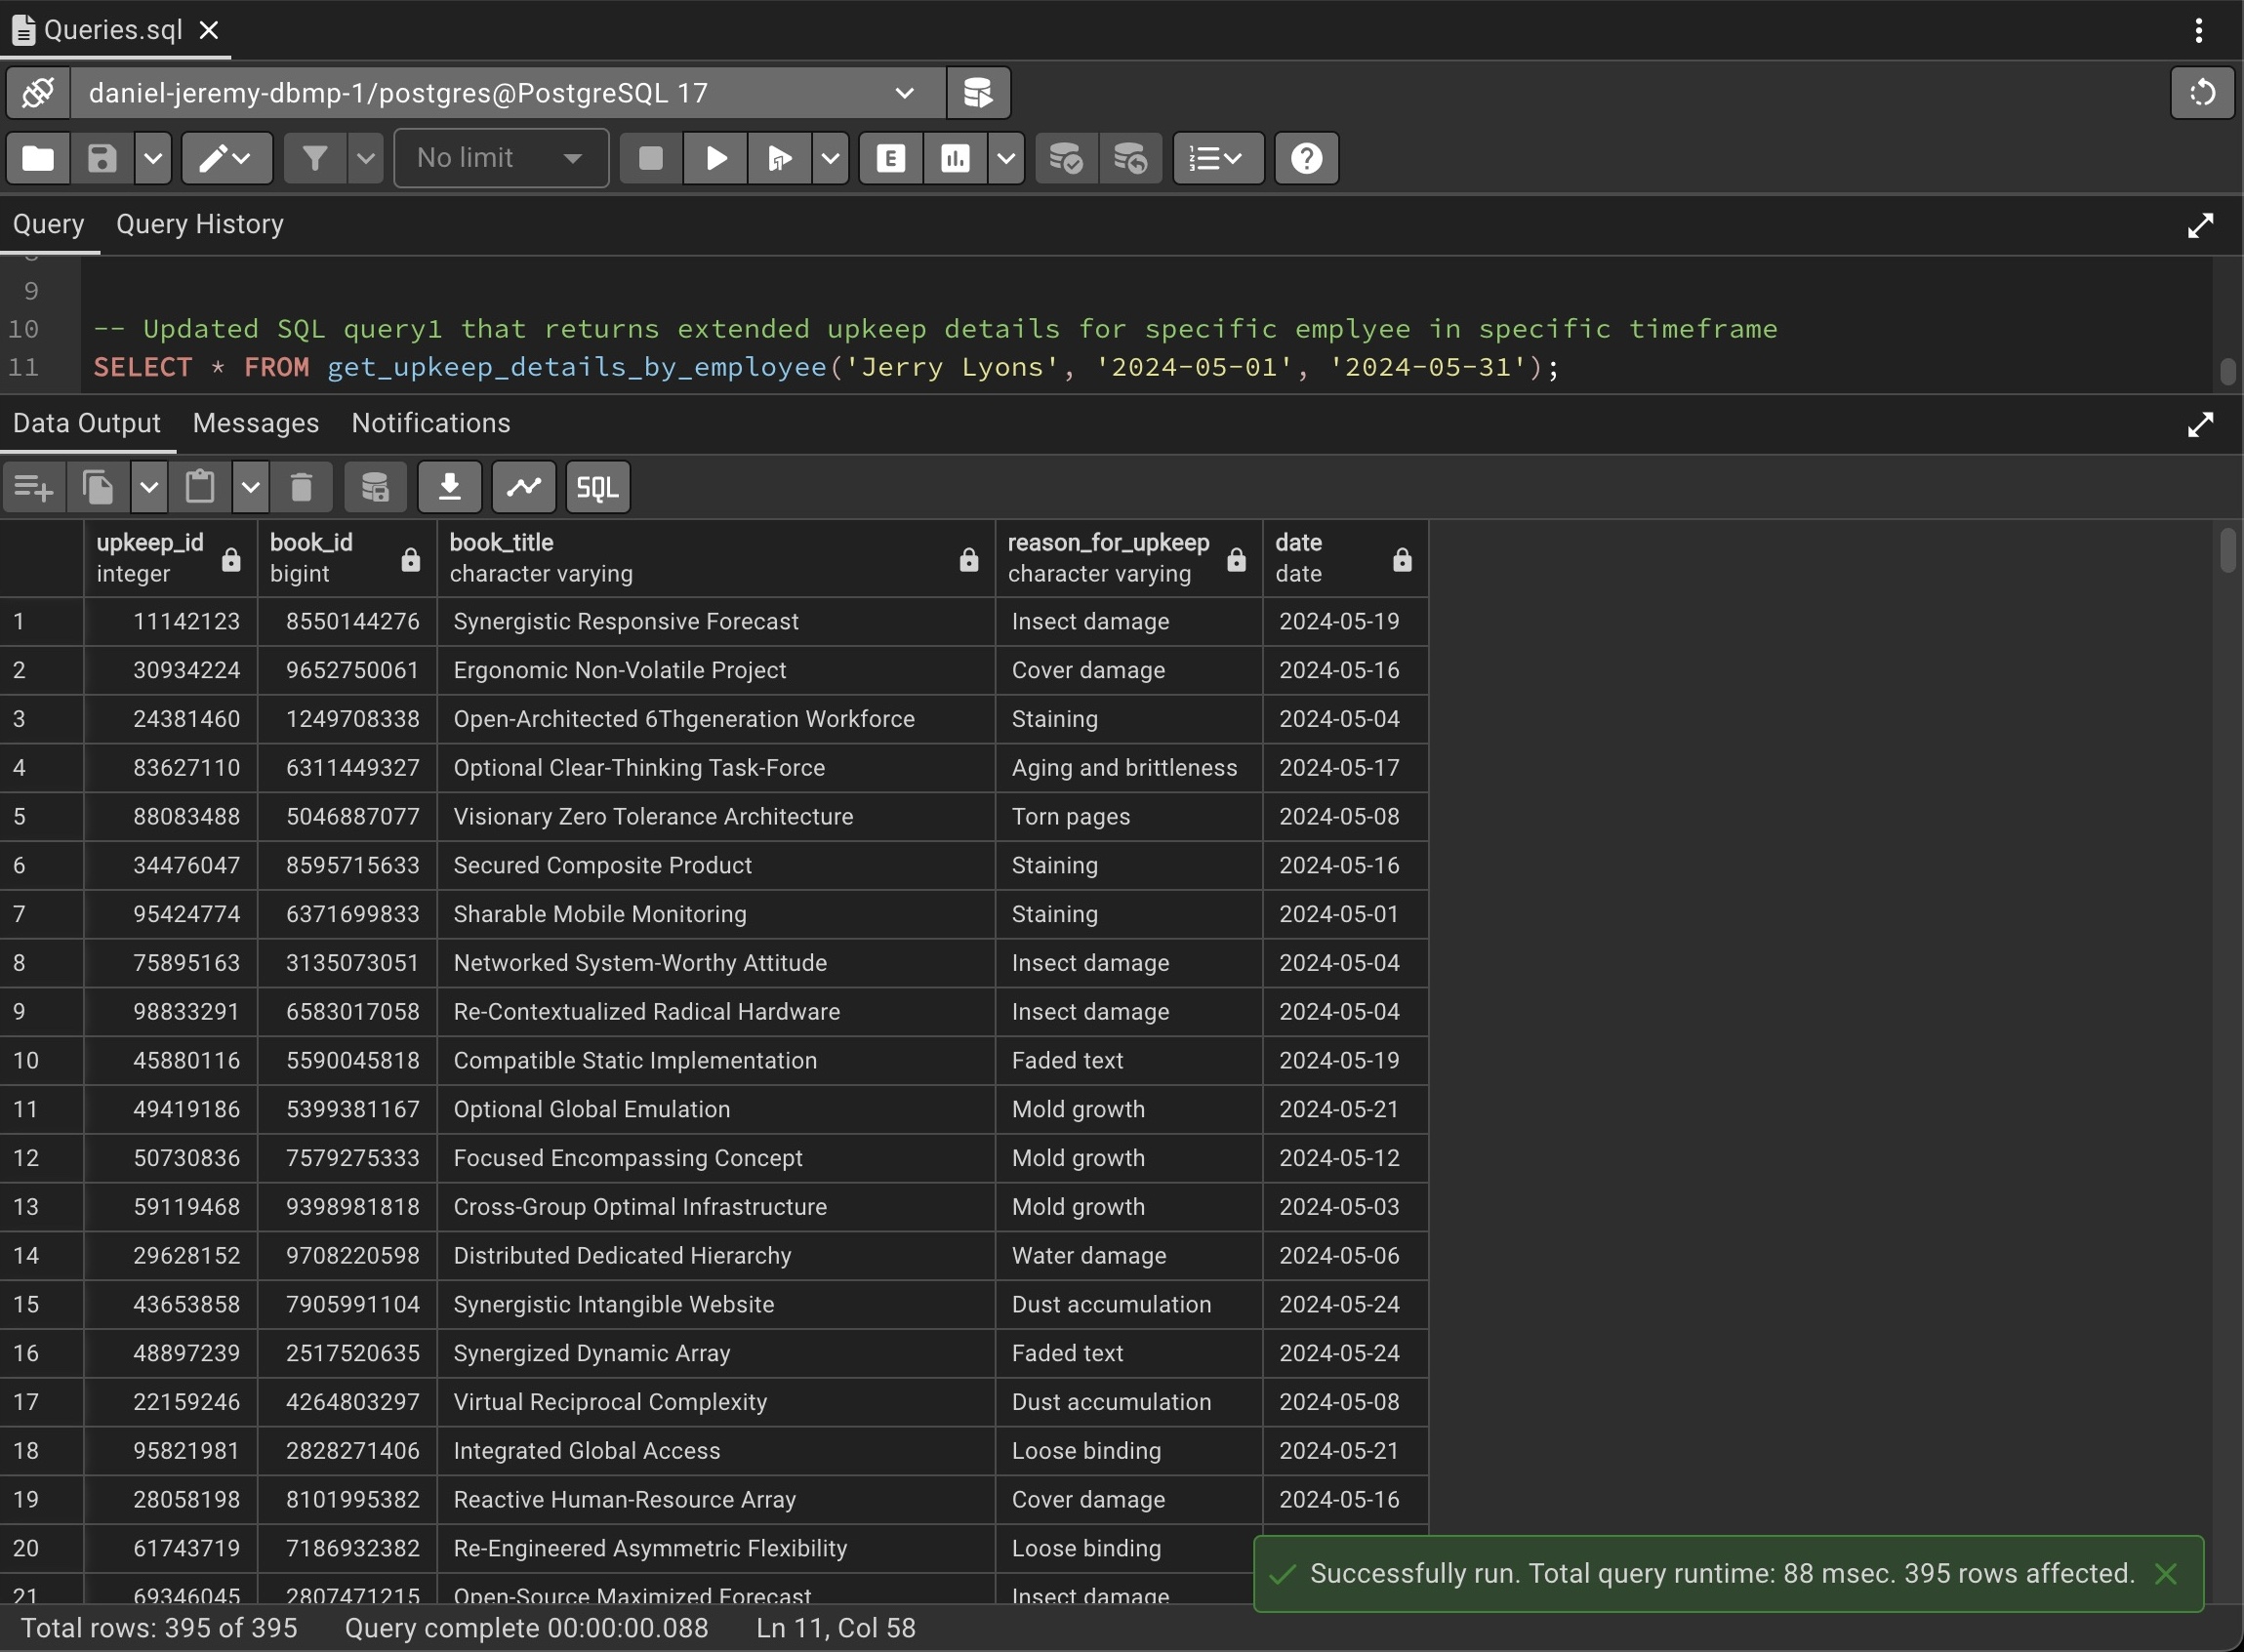 Queries.sql
daniel-jeremy-dbmp-1/postgres@PostgreSQL 17
No limit
E
Query Query History
9
10 -- Updated SQL query1 that returns extended upkeep details for specific emplyee in specific timeframe
11 SELECT * FROM get_upkeep_details_by_employee('Jerry Lyons', '2024-05-01', '2024-05-31');
Data Output Messages Notifications
SQL
upkeep_id book_id book_title reason_for_upkeep date
integer bigint character varying character varying date
1 11142123 8550144276 Synergistic Responsive Forecast Insect damage 2024-05-19
2 30934224 9652750061 Ergonomic Non-Volatile Project Cover damage 2024-05-16
3 24381460 1249708338 Open-Architected 6Thgeneration Workforce Staining 2024-05-04
4 83627110 6311449327 Optional Clear-Thinking Task-Force Aging and brittleness 2024-05-17
5 88083488 5046887077 Visionary Zero Tolerance Architecture Torn pages 2024-05-08
6 34476047 8595715633 Secured Composite Product Staining 2024-05-16
7 95424774 6371699833 Sharable Mobile Monitoring Staining 2024-05-01
8 75895163 3135073051 Networked System-Worthy Attitude Insect damage 2024-05-04
9 98833291 6583017058 Re-Contextualized Radical Hardware Insect damage 2024-05-04
10 45880116 5590045818 Compatible Static Implementation Faded text 2024-05-19
11 49419186 5399381167 Optional Global Emulation Mold growth 2024-05-21
12 50730836 7579275333 Focused Encompassing Concept Mold growth 2024-05-12
13 59119468 9398981818 Cross-Group Optimal Infrastructure Mold growth 2024-05-03
14 29628152 9708220598 Distributed Dedicated Hierarchy Water damage 2024-05-06
15 43653858 7905991104 Synergistic Intangible Website Dust accumulation 2024-05-24
16 48897239 2517520635 Synergized Dynamic Array Faded text 2024-05-24
17 22159246 4264803297 Virtual Reciprocal Complexity Dust accumulation 2024-05-08
18 95821981 2828271406 Integrated Global Access Loose binding 2024-05-21
19 28058198 8101995382 Reactive Human-Resource Array Cover damage 2024-05-16
20 61743719 7186932382 Re-Engineered Asymmetric Flexibility Loose binding
21 69346045 2807471215 Open-Source Maximized Forecast Insect damage
Successfully run. Total query runtime: 88 msec. 395 rows affected.
Total rows: 395 of 395 Query complete 00:00:00.088 Ln 11, Col 58